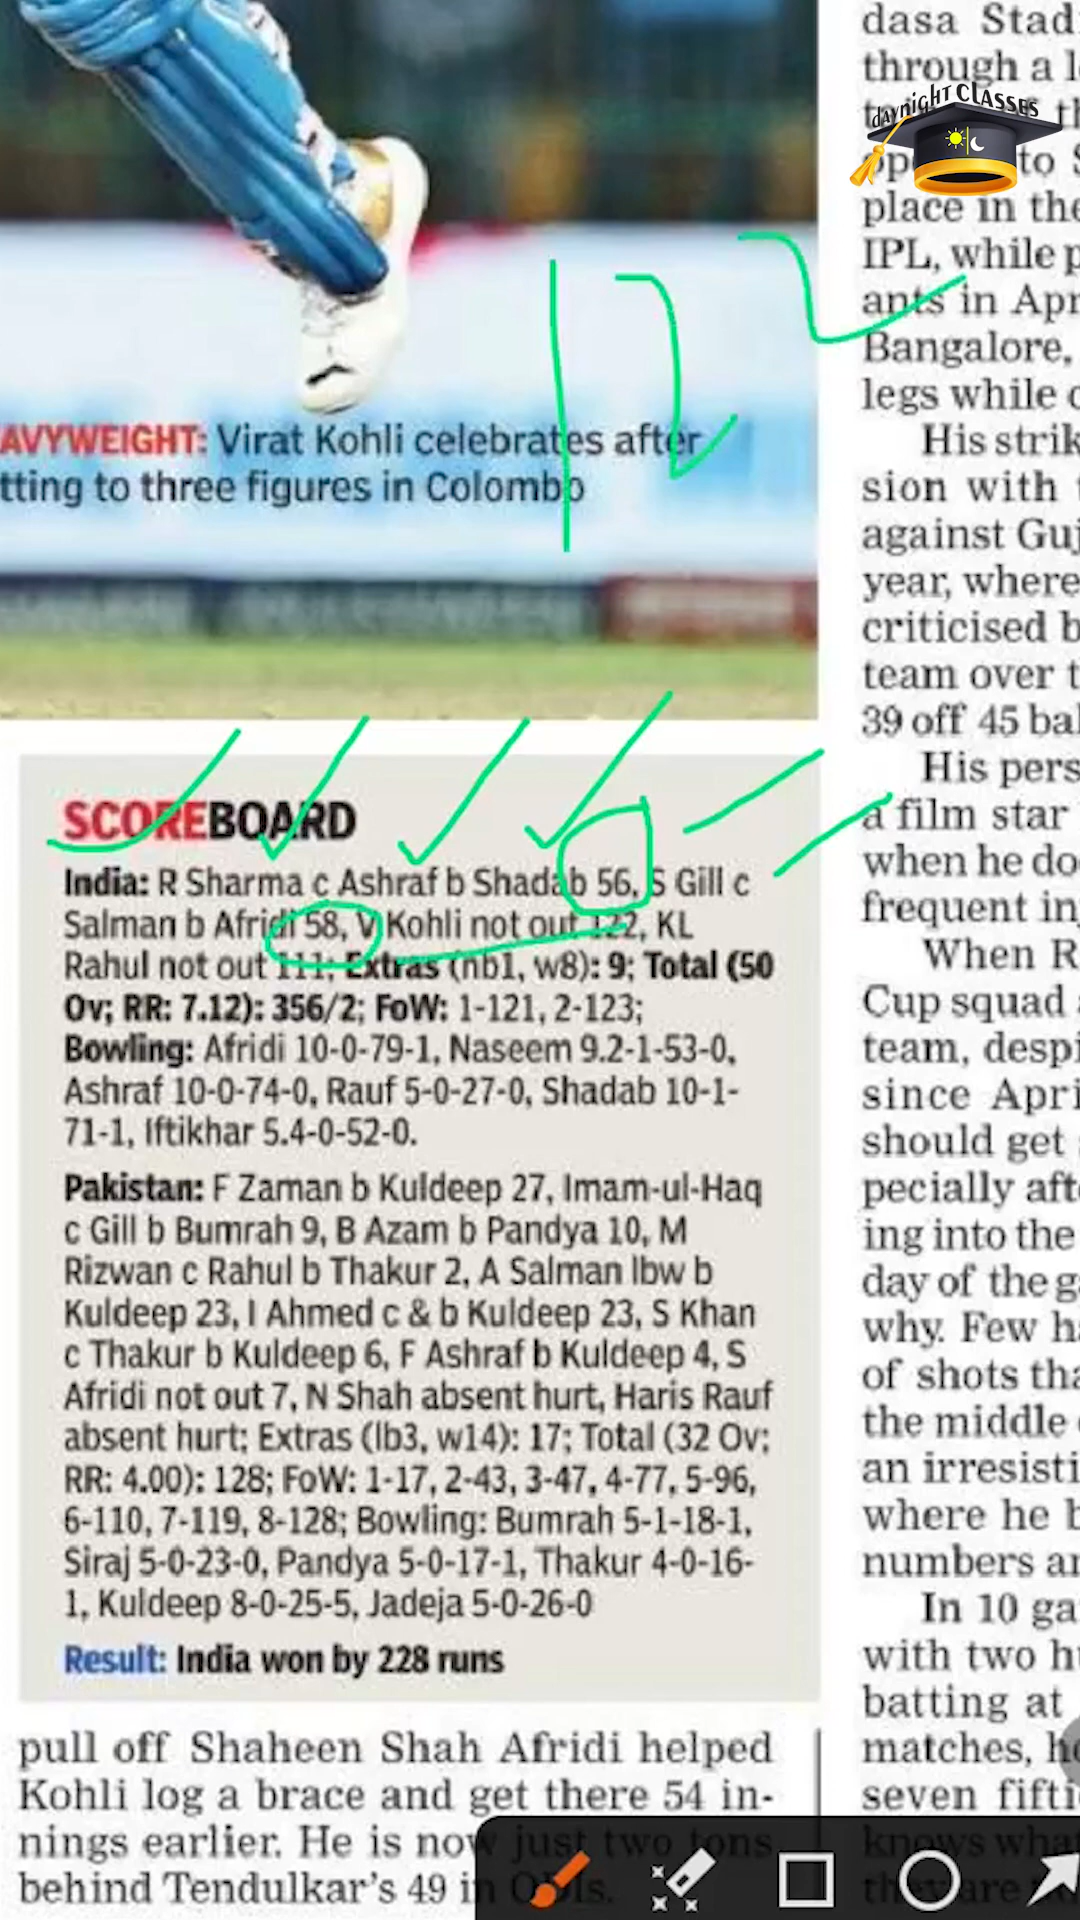 DAYNIGHT CLASSES
AVYWEIGHT: Virat Kohli celebrates after
tting to three figures in Colombo
SCOREBOARD
India: R Sharma c Ashraf b Shadab 56, S Gill c
Salman b Afridi 58, V Kohli not out 122, KL
Rahul not out 111; Extras (nb1, w8): 9; Total (50
Ov; RR: 7.12): 356/2; FoW: 1-121, 2-123;
Bowling: Afridi 10-0-79-1, Naseem 9.2-1-53-0,
Ashraf 10-0-74-0, Rauf 5-0-27-0, Shadab 10-1-
71-1, Iftikhar 5.4-0-52-0.
Pakistan: F Zaman b Kuldeep 27, Imam-ul-Haq
c Gill b Bumrah 9, B Azam b Pandya 10, M
Rizwan c Rahul b Thakur 2, A Salman lbw b
Kuldeep 23, I Ahmed c & b Kuldeep 23, S Khan
c Thakur b Kuldeep 6, F Ashraf b Kuldeep 4, S
Afridi not out 7, N Shah absent hurt, Haris Rauf
absent hurt; Extras (lb3, w14): 17; Total (32 Ov;
RR: 4.00): 128; FoW: 1-17, 2-43, 3-47, 4-77, 5-96,
6-110, 7-119, 8-128; Bowling: Bumrah 5-1-18-1,
Siraj 5-0-23-0, Pandya 5-0-17-1, Thakur 4-0-16-
1, Kuldeep 8-0-25-5, Jadeja 5-0-26-0
Result: India won by 228 runs
pull off Shaheen Shah Afridi helped
Kohli log a brace and get there 54 in-
nings earlier. He is now just two tons
behind Tendulkar's 49 in ODIs.
dasa Stad
through a l
place in the
IPL, while p
ants in Apr
Bangalore,
legs while c
His strik
sion with t
against Guj
year, where
criticised b
team over t
39 off 45 bal
His pers
a film star
when he do
frequent in
When R
Cup squad
team, desp
since Apri
should get
pecially aft
ing into the
day of the g
why. Few h
of shots tha
the middle
an irresisti
where he b
numbers an
In 10 ga
with two h
batting at
matches, h
seven fifti
knows wha